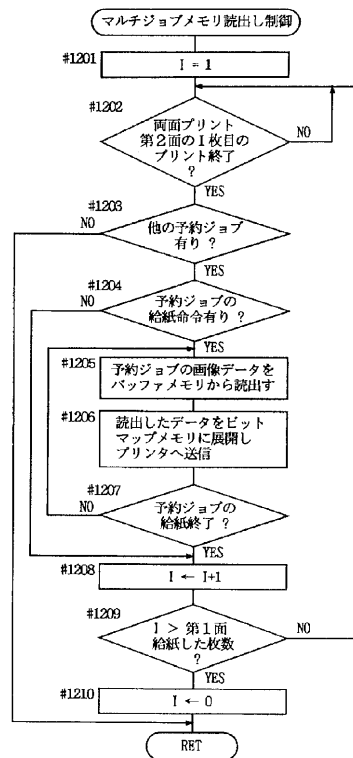 マルチジョブメモリ読出し制御
#1201
I = 1
#1202
両面プリント
第2面の1枚目の
プリント終了
?
NO
YES
#1203
NO
他の予約ジョブ
有り ?
YES
#1204
NO
予約ジョブの
給紙命令有り ?
YES
#1205
予約ジョブの画像データを
バッファメモリから読出す
#1206
読出したデータをビット
マップメモリに展開し
プリンタへ送信
#1207
NO
予約ジョブの
給紙終了 ?
YES
#1208
I ← I+1
#1209
I > 第1面
給紙した枚数
?
NO
YES
#1210
I ← 0
RET